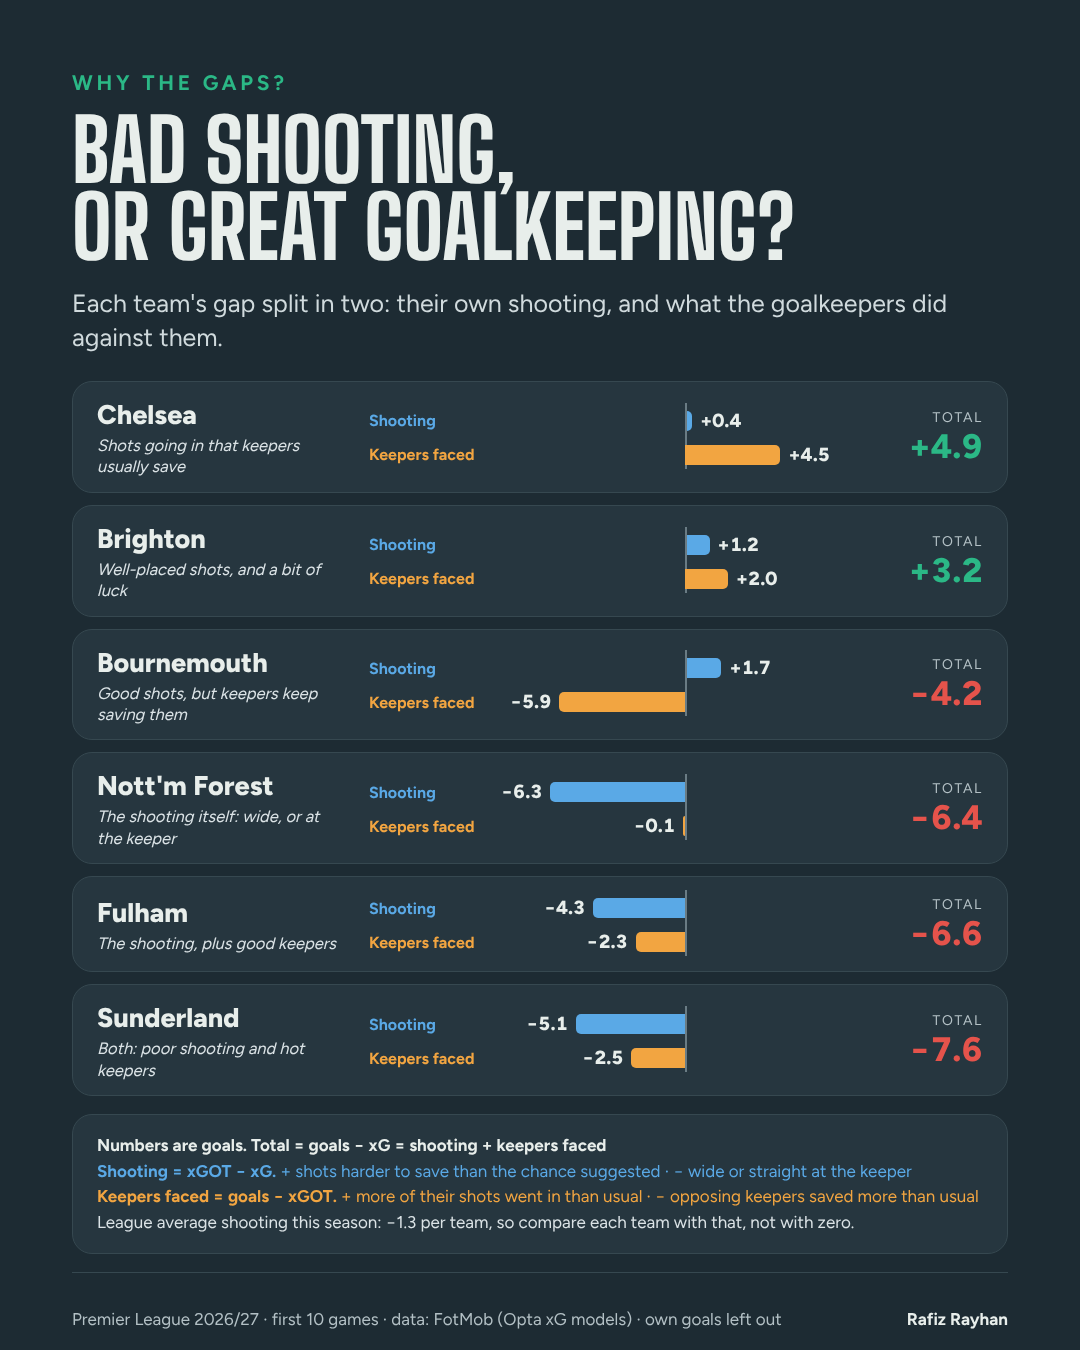 WHY THE GAPS?
BAD SHOOTING,
OR GREAT GOALKEEPING?
Each team's gap split in two: their own shooting, and what the goalkeepers did
against them.
Chelsea
Shots going in that keepers
usually save
Shooting
+0.4
Keepers faced
+4.5
TOTAL
+4.9
Brighton
Well-placed shots, and a bit of
luck
Shooting
+1.2
Keepers faced
+2.0
TOTAL
+3.2
Bournemouth
Good shots, but keepers keep
saving them
Shooting
+1.7
Keepers faced
−5.9
TOTAL
−4.2
Nott'm Forest
The shooting itself: wide, or at
the keeper
Shooting
−6.3
Keepers faced
−0.1
TOTAL
−6.4
Fulham
The shooting, plus good keepers
Shooting
−4.3
Keepers faced
−2.3
TOTAL
−6.6
Sunderland
Both: poor shooting and hot
keepers
Shooting
−5.1
Keepers faced
−2.5
TOTAL
−7.6
Numbers are goals. Total = goals − xG = shooting + keepers faced
Shooting = xGOT − xG. + shots harder to save than the chance suggested · − wide or straight at the keeper
Keepers faced = goals − xGOT. + more of their shots went in than usual · − opposing keepers saved more than usual
League average shooting this season: −1.3 per team, so compare each team with that, not with zero.
Premier League 2026/27 · first 10 games · data: FotMob (Opta xG models) · own goals left out
Rafiz Rayhan